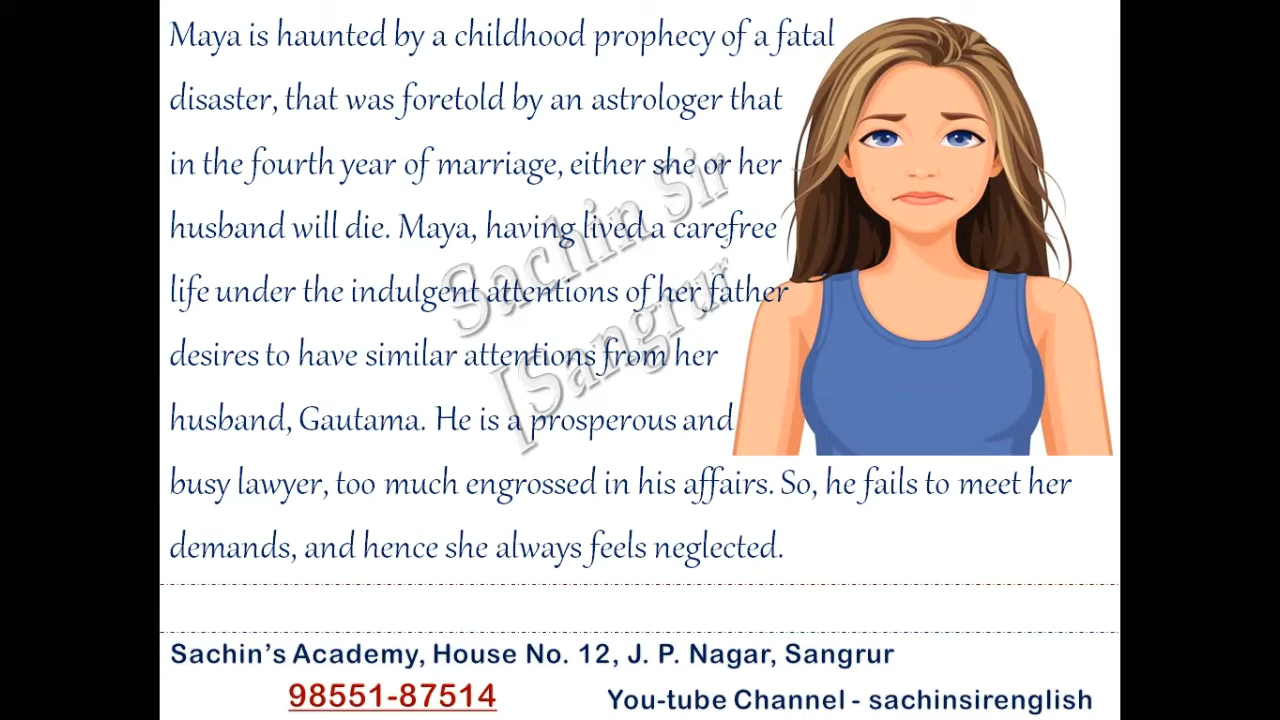 Maya is haunted by a childhood prophecy of a fatal
disaster, that was foretold by an astrologer that
in the fourth year of marriage, either she or her
husband will die. Maya, having lived a carefree
life under the indulgent attentions of her father
desires to have similar attentions from her
husband, Gautama. He is a prosperous and
busy lawyer, too much engrossed in his affairs. So, he fails to meet her
demands, and hence she always feels neglected.
Sachin Sir
[Sangrur
Sachin's Academy, House No. 12, J. P. Nagar, Sangrur
98551-87514 You-tube Channel - sachinsirenglish